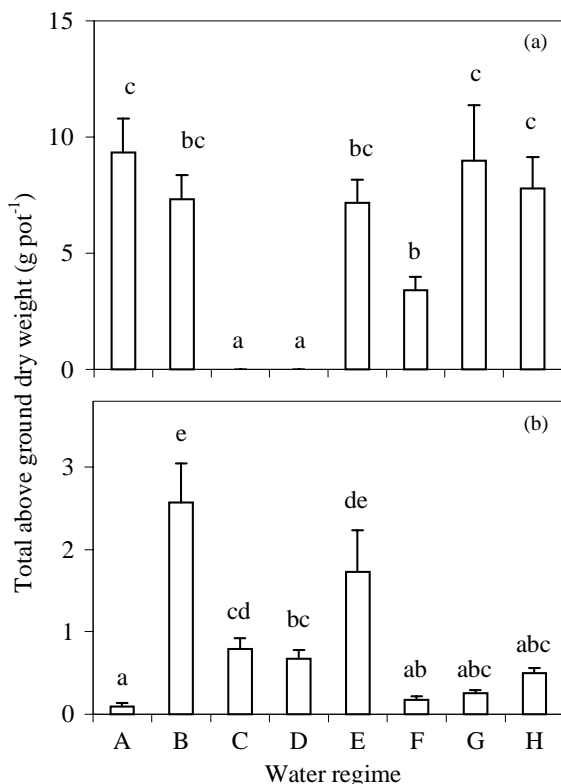 15
(a)
c
c
c
bc
bc
10
b
5
a
a
0
Total above ground dry weight (g pot⁻¹)
(b)
e
3
de
2
cd
bc
abc
1
abc
ab
a
0
A B C D E F G H
Water regime